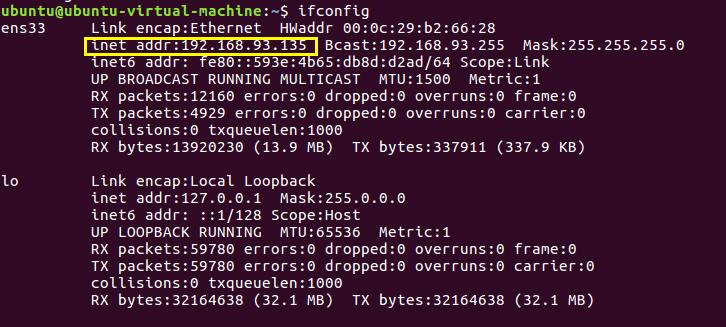 ubuntu@ubuntu-virtual-machine:~$ ifconfig
ens33 Link encap:Ethernet HWaddr 00:0c:29:b2:66:28
inet addr:192.168.93.135 Bcast:192.168.93.255 Mask:255.255.255.0
inet6 addr: fe80::593e:4b65:db8d:d2ad/64 Scope:Link
UP BROADCAST RUNNING MULTICAST MTU:1500 Metric:1
RX packets:12160 errors:0 dropped:0 overruns:0 frame:0
TX packets:4929 errors:0 dropped:0 overruns:0 carrier:0
collisions:0 txqueuelen:1000
RX bytes:13920230 (13.9 MB) TX bytes:337911 (337.9 KB)
lo Link encap:Local Loopback
inet addr:127.0.0.1 Mask:255.0.0.0
inet6 addr: ::1/128 Scope:Host
UP LOOPBACK RUNNING MTU:65536 Metric:1
RX packets:59780 errors:0 dropped:0 overruns:0 frame:0
TX packets:59780 errors:0 dropped:0 overruns:0 carrier:0
collisions:0 txqueuelen:1000
RX bytes:32164638 (32.1 MB) TX bytes:32164638 (32.1 MB)